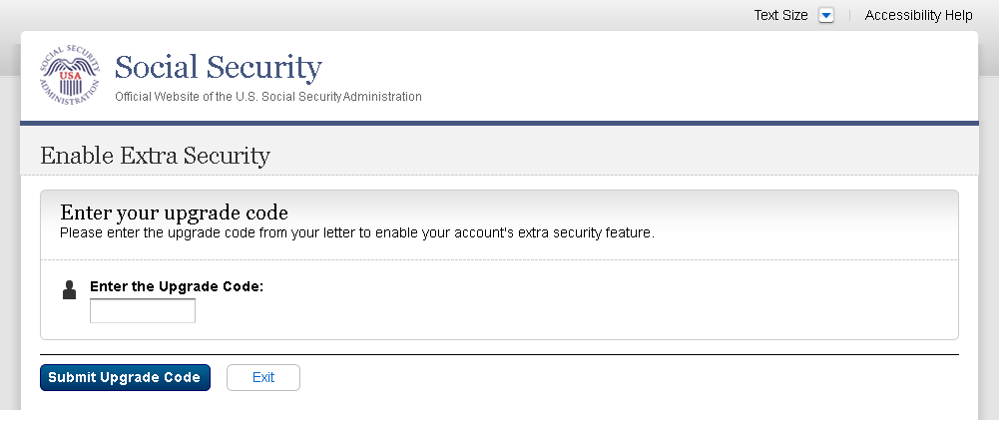 Text Size
Accessibility Help
SOCIAL SECURITY ADMINISTRATION
USA
Social Security
Official Website of the U.S. Social Security Administration
Enable Extra Security
Enter your upgrade code
Please enter the upgrade code from your letter to enable your account's extra security feature.
Enter the Upgrade Code:
Submit Upgrade Code
Exit